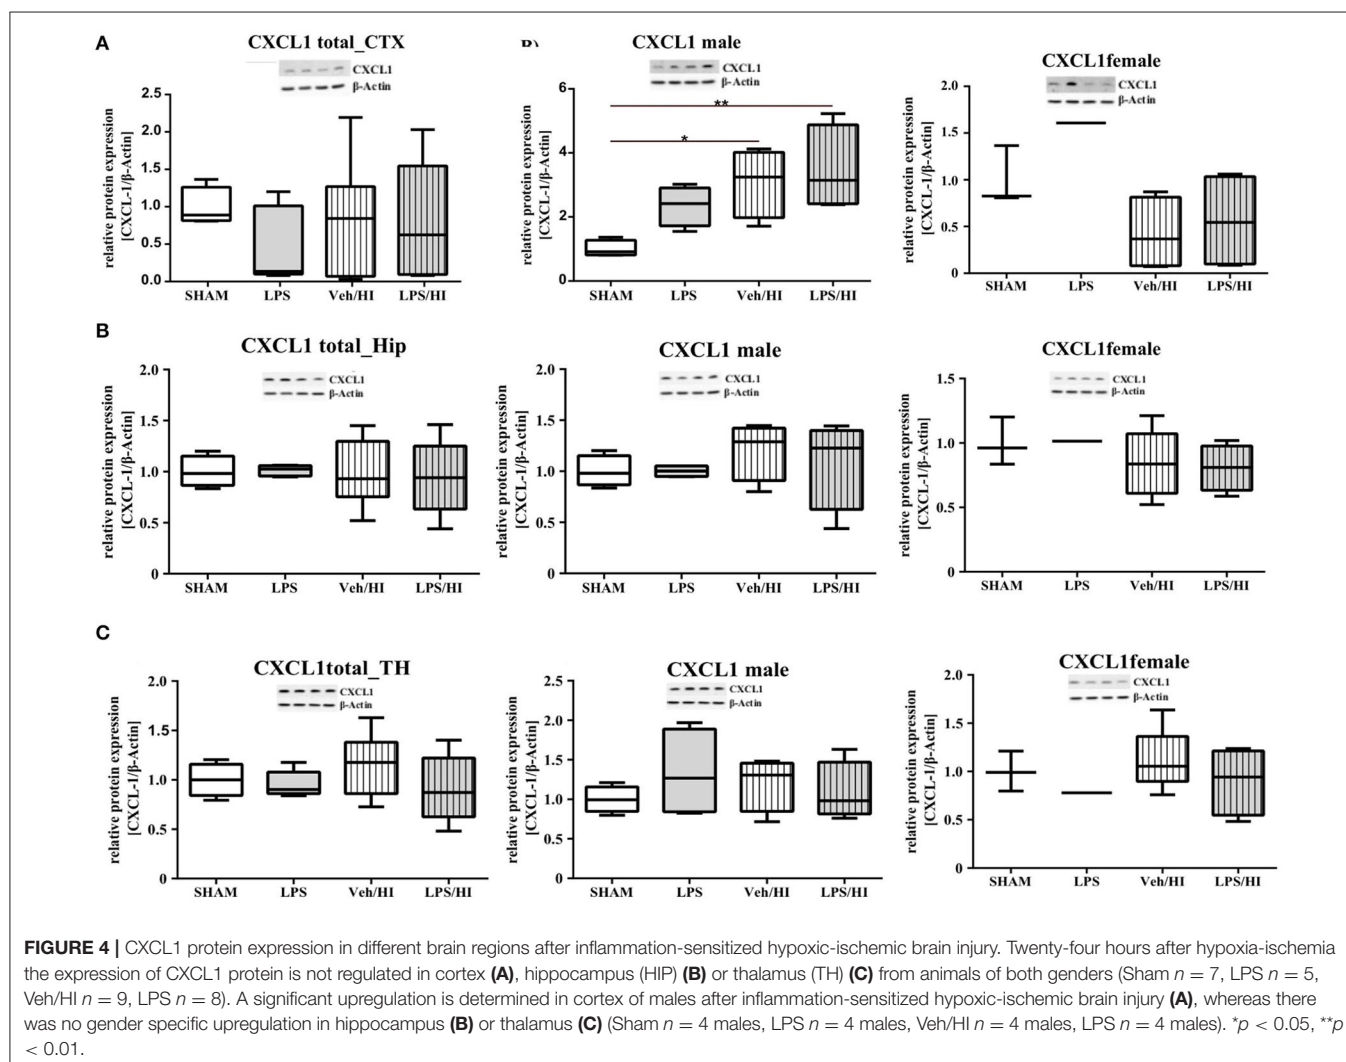 A
CXCL1 total_CTX
CXCL1
β-Actin
relative protein expression
[CXCL-1/β-Actin]
2.5
2.0
1.5
1.0
0.5
0.0
SHAM LPS Veh/HI LPS/HI
CXCL1 male
CXCL1
β-Actin
relative protein expression
[CXCL-1/β-Actin]
6
4
2
0
**
*
SHAM LPS Veh/HI LPS/HI
CXCL1female
CXCL1
β-Actin
relative protein expression
[CXCL-1/β-Actin]
2.0
1.5
1.0
0.5
0
SHAM LPS Veh/HI LPS/HI
B
CXCL1 total_Hip
CXCL1
β-Actin
relative protein expression
[CXCL-1/β-Actin]
2.0
1.5
1.0
0.5
0
SHAM LPS Veh/HI LPS/HI
CXCL1 male
CXCL1
β-Actin
relative protein expression
[CXCL-1/β-Actin]
2.0
1.5
1.0
0.5
0
SHAM LPS Veh/HI LPS/HI
CXCL1female
CXCL1
β-Actin
relative protein expression
[CXCL-1/β-Actin]
1.5
1.0
0.5
0
SHAM LPS Veh/HI LPS/HI
C
CXCL1total_TH
CXCL1
β-Actin
relative protein expression
[CXCL-1/β-Actin]
2.0
1.5
1.0
0.5
0
SHAM LPS Veh/HI LPS/HI
CXCL1 male
CXCL1
β-Actin
relative protein expression
[CXCL-1/β-Actin]
2.5
2.0
1.5
1.0
0.5
0
SHAM LPS Veh/HI LPS/HI
CXCL1female
CXCL1
β-Actin
relative protein expression
[CXCL-1/β-Actin]
2.0
1.5
1.0
0.5
0
SHAM LPS Veh/HI LPS/HI
FIGURE 4 | CXCL1 protein expression in different brain regions after inflammation-sensitized hypoxic-ischemic brain injury. Twenty-four hours after hypoxia-ischemia
the expression of CXCL1 protein is not regulated in cortex (A), hippocampus (HIP) (B) or thalamus (TH) (C) from animals of both genders (Sham n = 7, LPS n = 5,
Veh/HI n = 9, LPS n = 8). A significant upregulation is determined in cortex of males after inflammation-sensitized hypoxic-ischemic brain injury (A), whereas there
was no gender specific upregulation in hippocampus (B) or thalamus (C) (Sham n = 4 males, LPS n = 4 males, Veh/HI n = 4 males, LPS n = 4 males). *p < 0.05, **p
< 0.01.